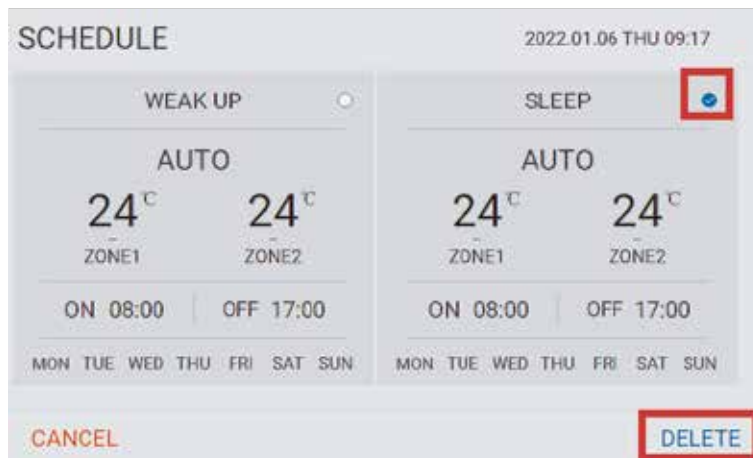 SCHEDULE 2022.01.06 THU 09:17
WEAK UP
AUTO
24°C 24°C
ZONE1 ZONE2
ON 08:00 OFF 17:00
MON TUE WED THU FRI SAT SUN
SLEEP
AUTO
24°C 24°C
ZONE1 ZONE2
ON 08:00 OFF 17:00
MON TUE WED THU FRI SAT SUN
CANCEL DELETE